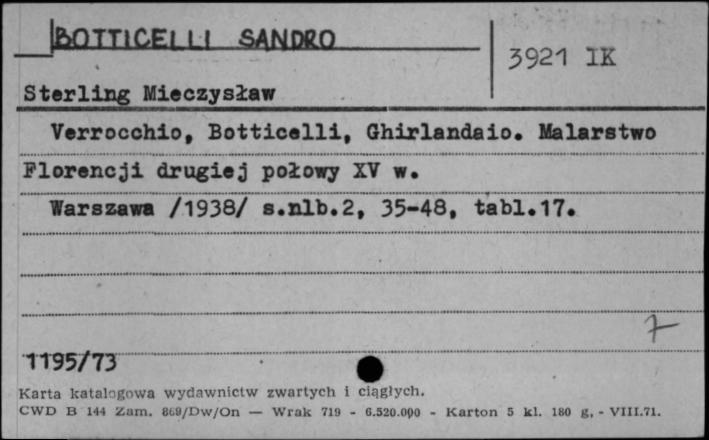 BOTTICELLI SANDRO
3921 IK
Sterling Mieczysław
Verrocchio, Botticelli, Ghirlandaio. Malarstwo
Florencji drugiej połowy XV w.
Warszawa /1938/ s.nlb.2, 35-48, tabl.17.
7
1195/73
Karta katalogowa wydawnictw zwartych i ciągłych.
CWD B 144 Zam. 869/Dw/On — Wrak 719 - 6.520.000 - Karton 5 kl. 180 g, - VIII.71.